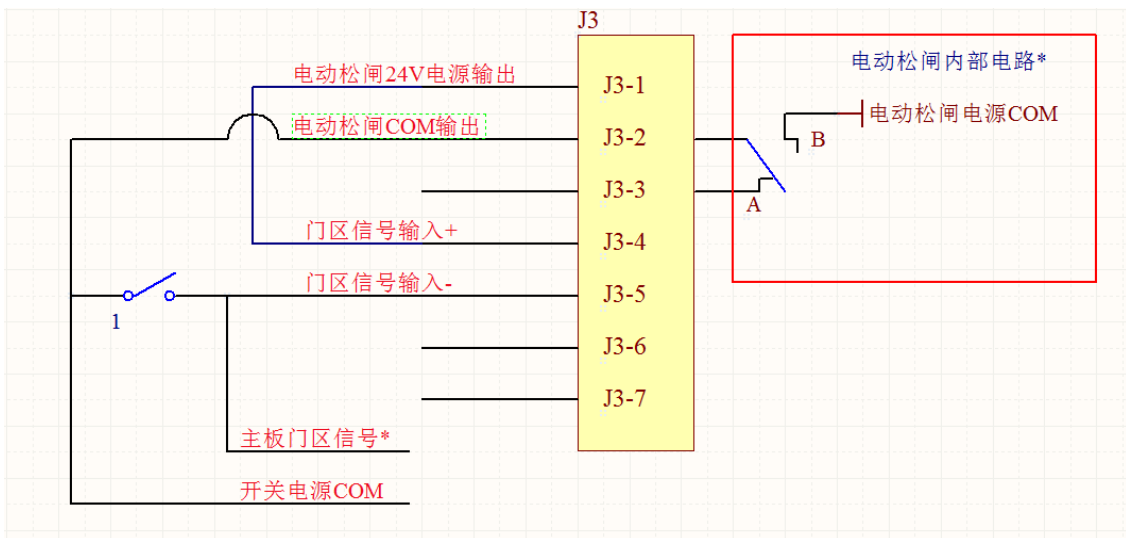 J3
电动松闸24V电源输出
J3-1
电动松闸内部电路*
电动松闸COM输出
J3-2
电动松闸电源COM
B
J3-3
A
门区信号输入+
J3-4
门区信号输入-
J3-5
1
J3-6
J3-7
主板门区信号*
开关电源COM